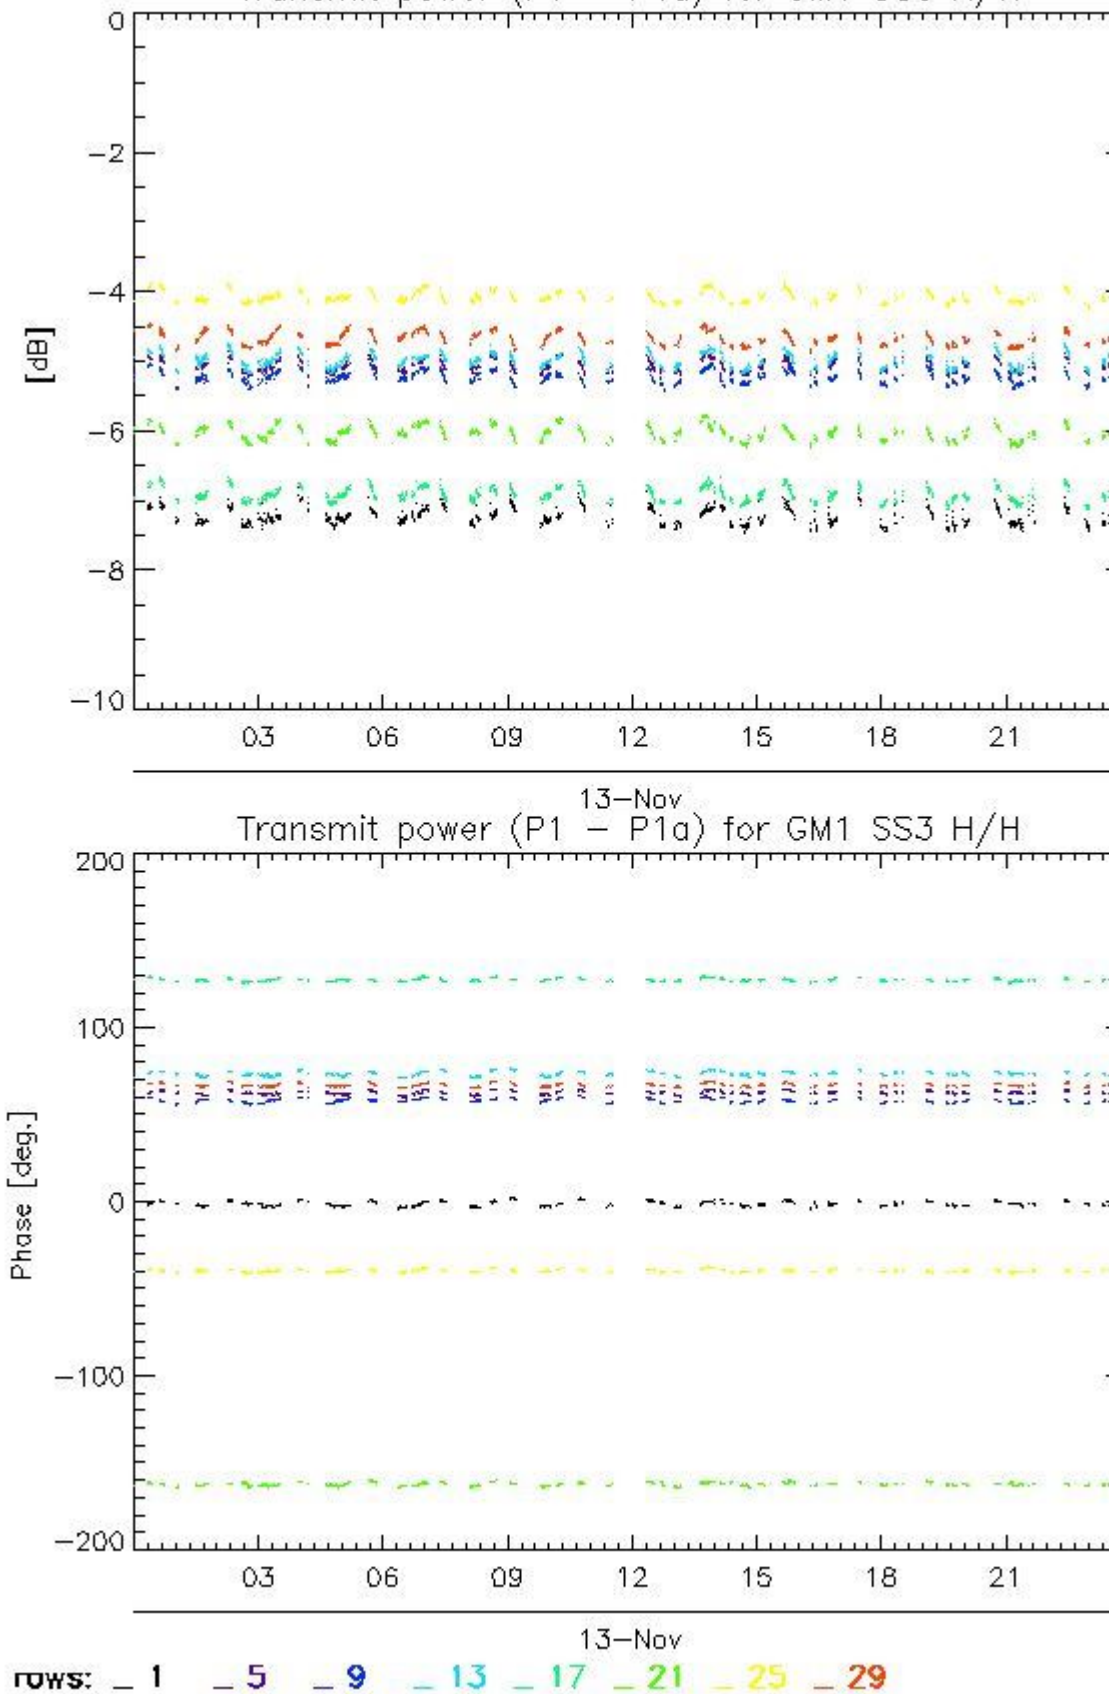 0
−2
−4
[dB]
−6
−8
−10
03 06 09 12 15 18 21
13−Nov
Transmit power (P1 − P1a) for GM1 SS3 H/H
200
100
Phase [deg.]
0
−100
−200
03 06 09 12 15 18 21
13−Nov
rows: _ 1 _ 5 _ 9 _ 13 _ 17 _ 21 _ 25 _ 29